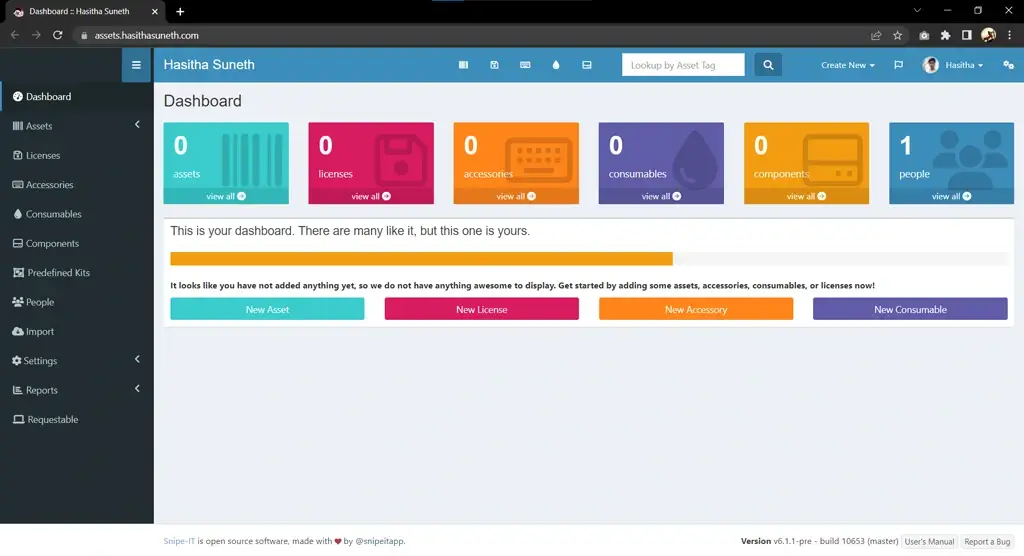 Dashboard :: Hasitha Suneth
assets.hasithasuneth.com
Hasitha Suneth
Lookup by Asset Tag
Create New
Hasitha
Dashboard
Assets
Licenses
Accessories
Consumables
Components
Predefined Kits
People
Import
Settings
Reports
Requestable
Dashboard
0
assets
view all
0
licenses
view all
0
accessories
view all
0
consumables
view all
0
components
view all
1
people
view all
This is your dashboard. There are many like it, but this one is yours.
It looks like you have not added anything yet, so we do not have anything awesome to display. Get started by adding some assets, accessories, consumables, or licenses now!
New Asset
New License
New Accessory
New Consumable
Snipe-IT is open source software, made with ♥ by @snipeitapp.
Version v6.1.1-pre - build 10653 (master)
User's Manual
Report a Bug